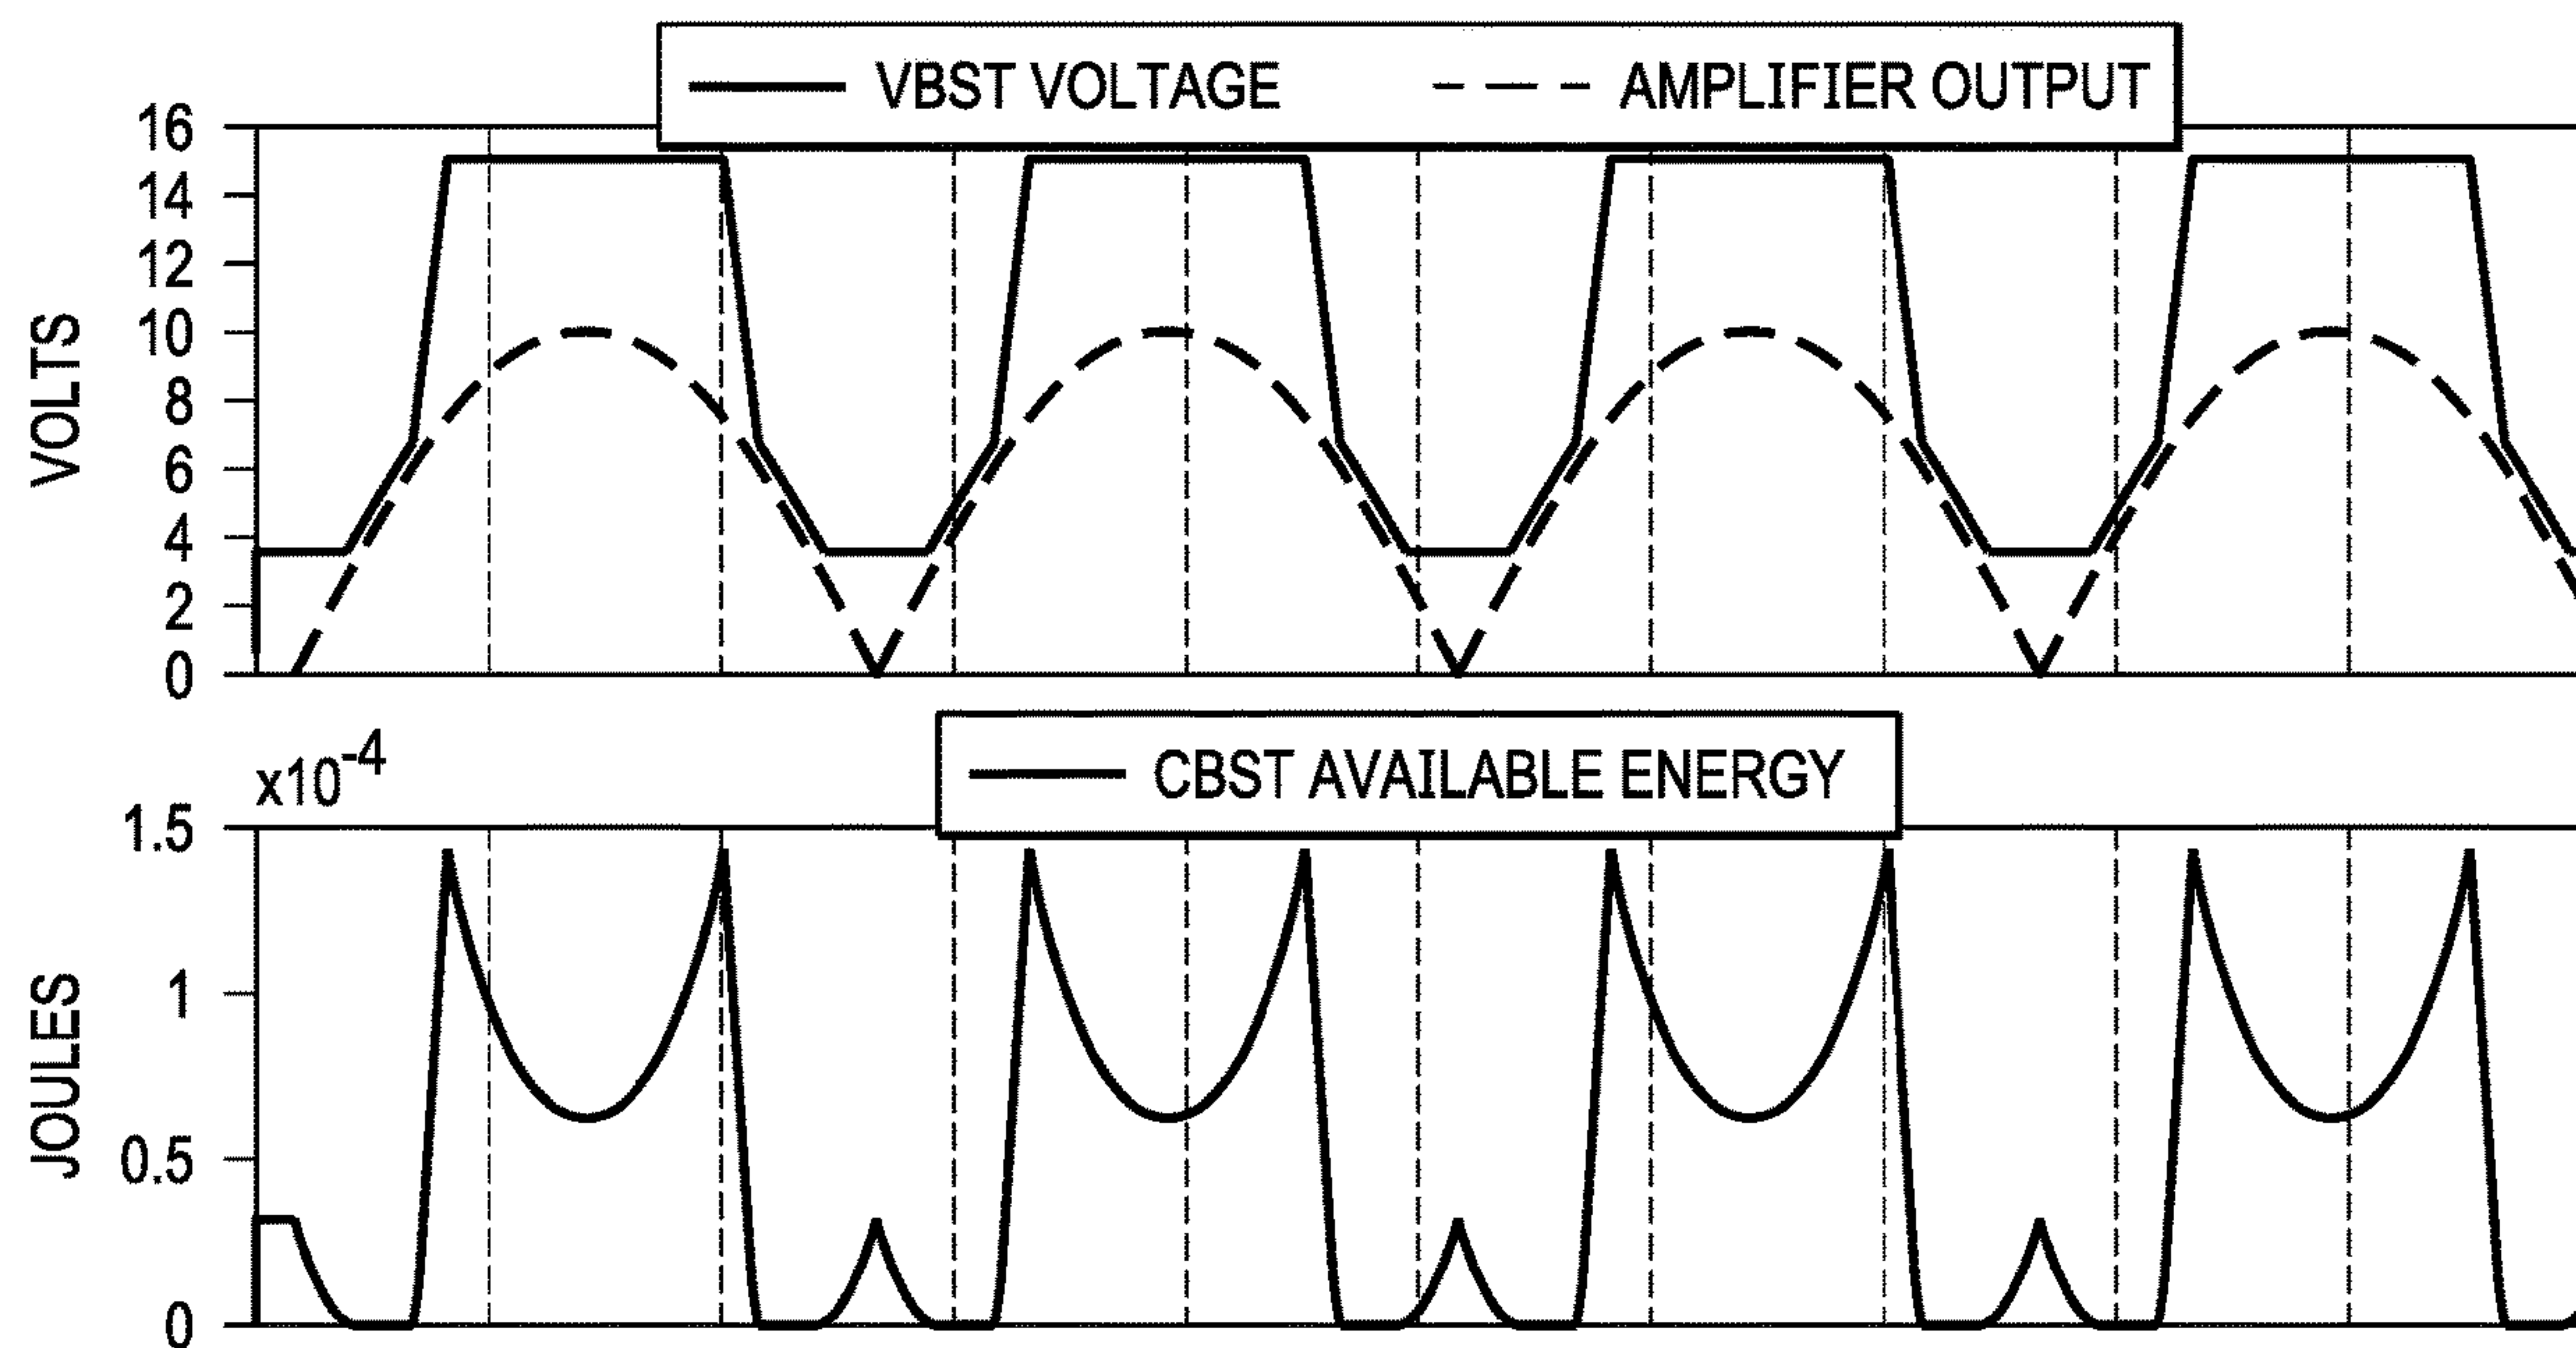 VBST VOLTAGE AMPLIFIER OUTPUT
16
14
12
10
8
6
4
2
0
VOLTS
x10-4
CBST AVAILABLE ENERGY
1.5
1
0.5
0
JOULES